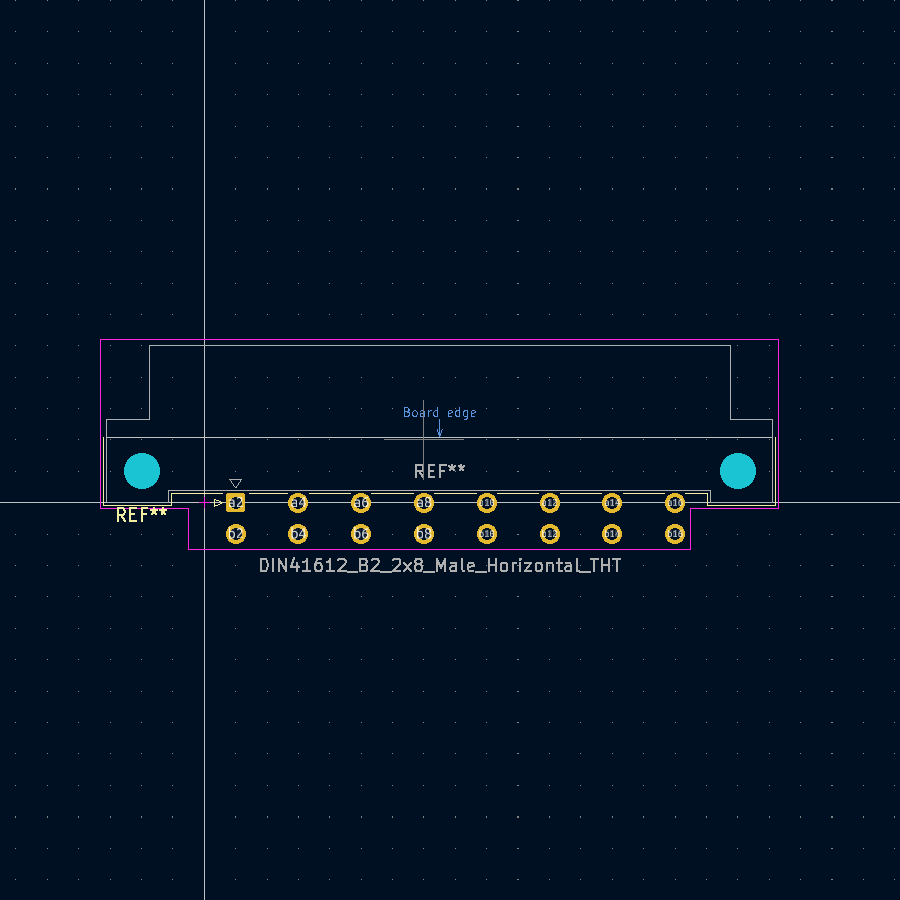 Board edge
REF**
a2 a4 a6 a8 a10 a12 a14 a16
REF**
b2 b4 b6 b8 b10 b12 b14 b16
DIN41612_B2_2x8_Male_Horizontal_THT